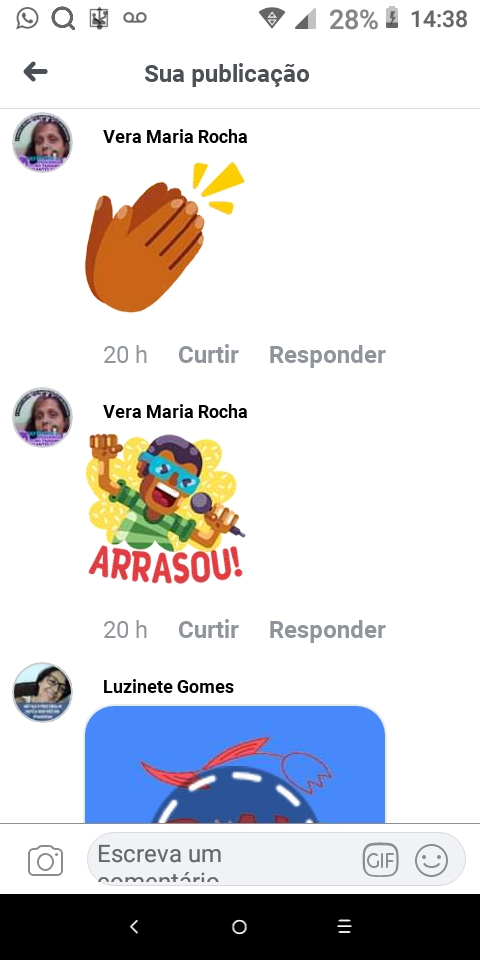 28% 14:38
Sua publicação
Vera Maria Rocha
20 h Curtir Responder
Vera Maria Rocha
ARRASOU!
20 h Curtir Responder
Luzinete Gomes
Escreva um
comentário
GIF